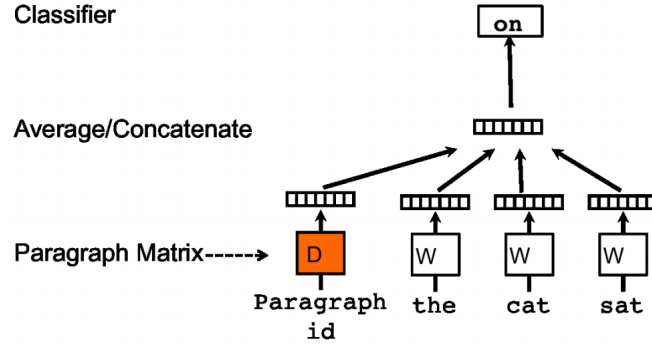 Classifier
on
Average/Concatenate
Paragraph Matrix
D
W
W
W
Paragraph
id
the
cat
sat